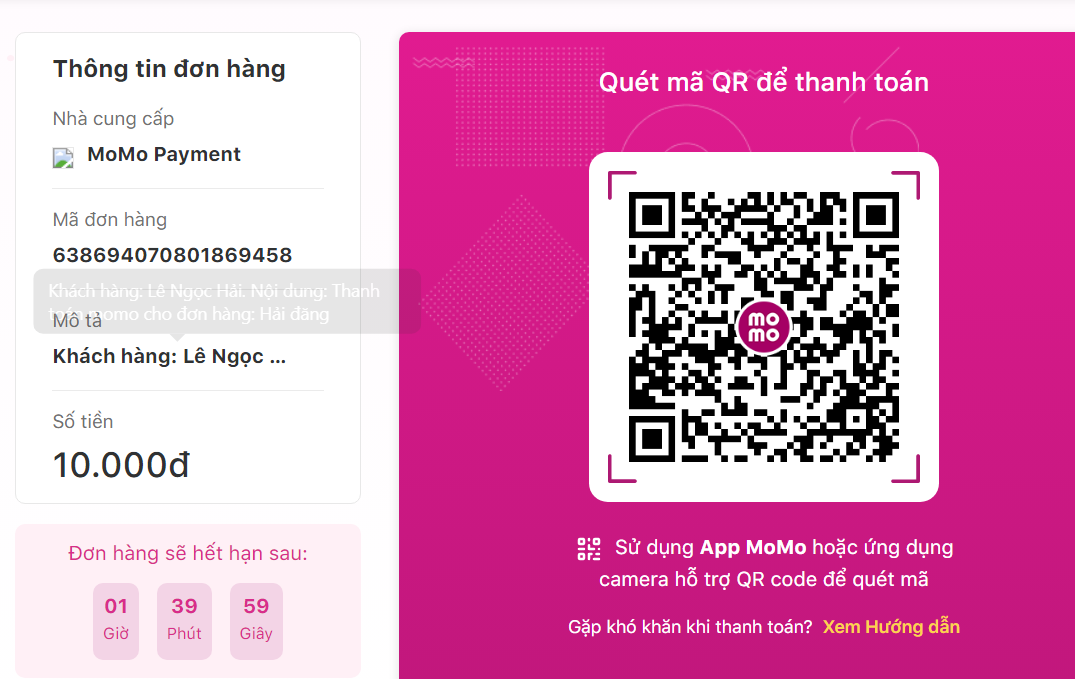 Thông tin đơn hàng
Nhà cung cấp
MoMo Payment
Mã đơn hàng
638694070801869458
Khách hàng: Lê Ngọc Hải. Nội dung: Thanh
momo cho đơn hàng: Hải đăng
Mô tả
Khách hàng: Lê Ngọc ...
Số tiền
10.000đ
Đơn hàng sẽ hết hạn sau:
01 39 59
Giờ Phút Giây
Quét mã QR để thanh toán
mo
mo
Sử dụng App MoMo hoặc ứng dụng
camera hỗ trợ QR code để quét mã
Gặp khó khăn khi thanh toán? Xem Hướng dẫn